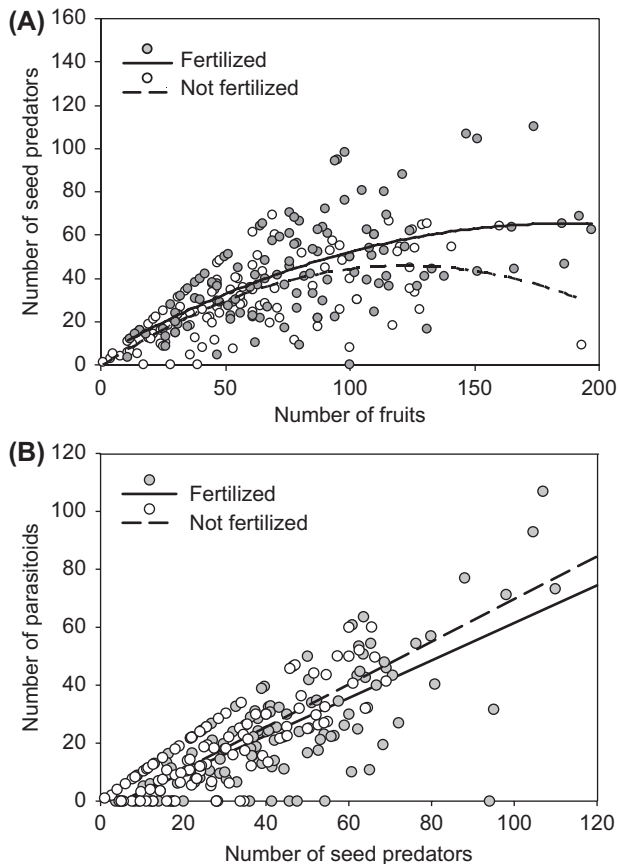 (A)
160
140
120
100
80
60
40
20
0
Number of seed predators
Fertilized
Not fertilized
0 50 100 150 200
Number of fruits
(B)
120
100
80
60
40
20
0
Number of parasitoids
Fertilized
Not fertilized
0 20 40 60 80 100 120
Number of seed predators